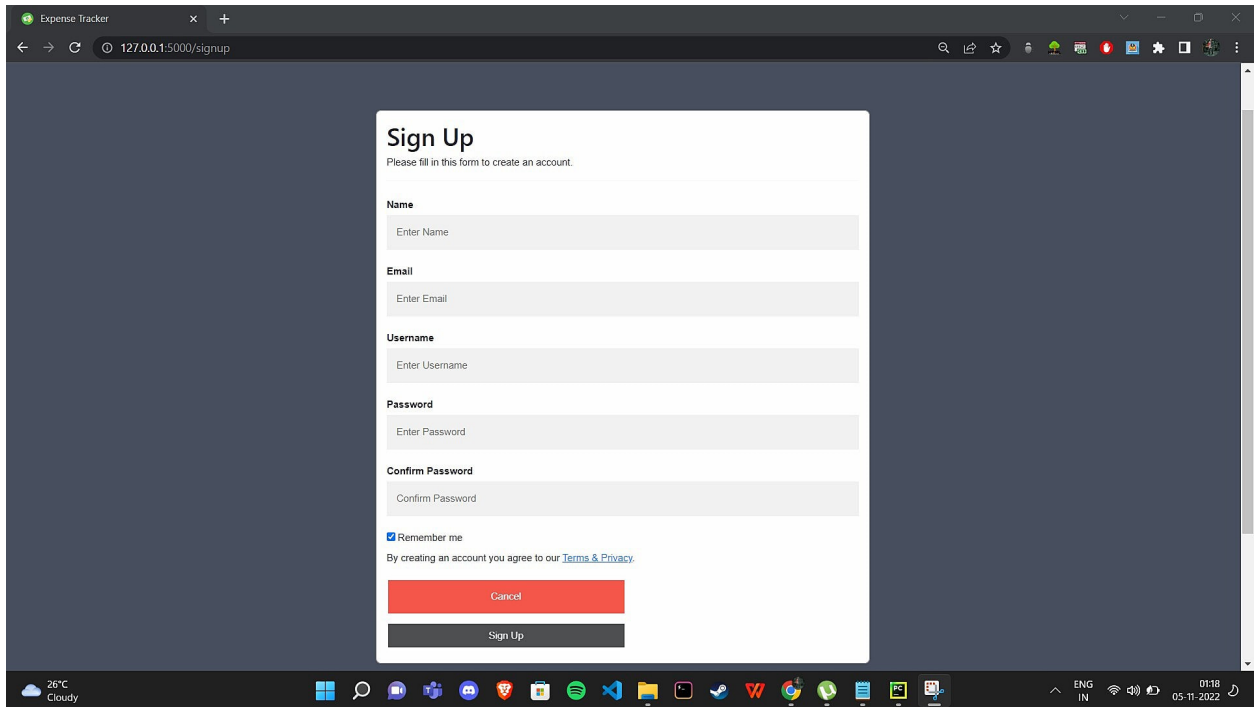 Expense Tracker
127.0.0.1:5000/signup
Sign Up
Please fill in this form to create an account.
Name
Enter Name
Email
Enter Email
Username
Enter Username
Password
Enter Password
Confirm Password
Confirm Password
Remember me
By creating an account you agree to our Terms & Privacy.
Cancel
Sign Up
26°C
Cloudy
ENG
IN
01:18
05-11-2022